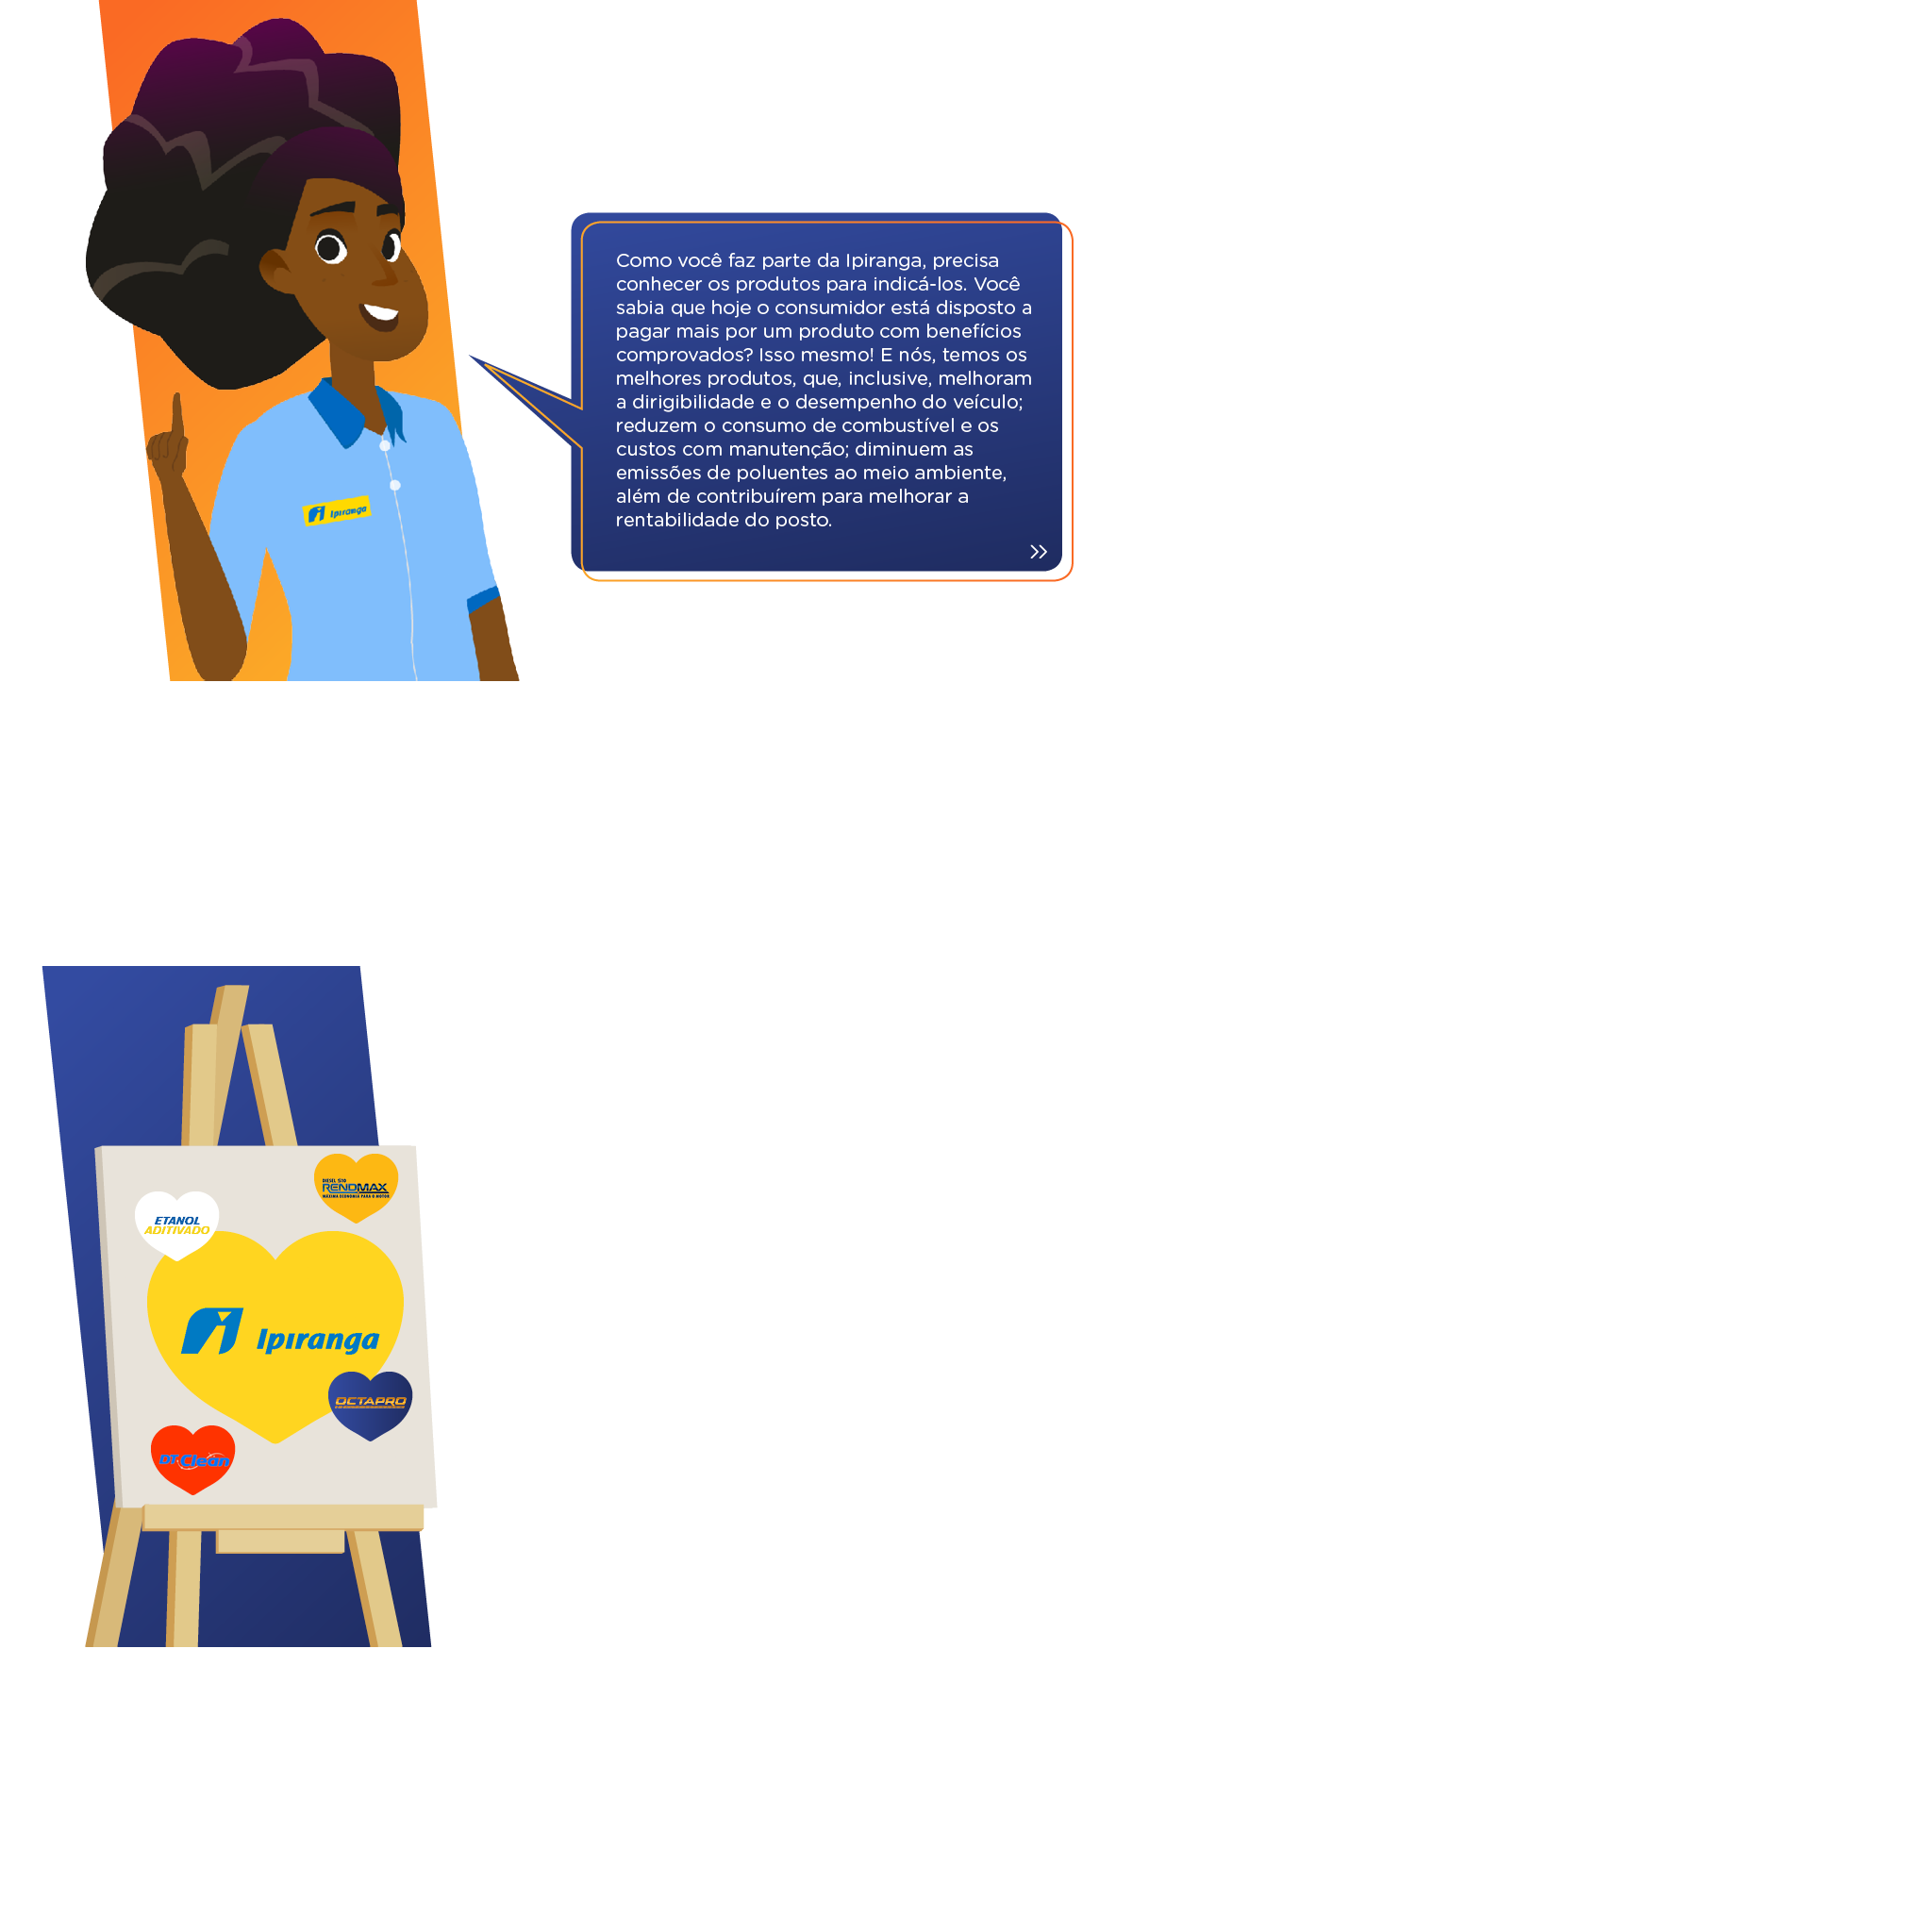 Como você faz parte da Ipiranga, precisa
conhecer os produtos para indicá-los. Você
sabia que hoje o consumidor está disposto a
pagar mais por um produto com benefícios
comprovados? Isso mesmo! E nós, temos os
melhores produtos, que, inclusive, melhoram
a dirigibilidade e o desempenho do veículo;
reduzem o consumo de combustível e os
custos com manutenção; diminuem as
emissões de poluentes ao meio ambiente,
além de contribuírem para melhorar a
rentabilidade do posto.
Ipiranga
DIESEL S10
RENDMAX
MÁXIMA ECONOMIA PARA O MOTOR.
ETANOL
ADITIVADO
Ipiranga
OCTAPRO
DT Clean